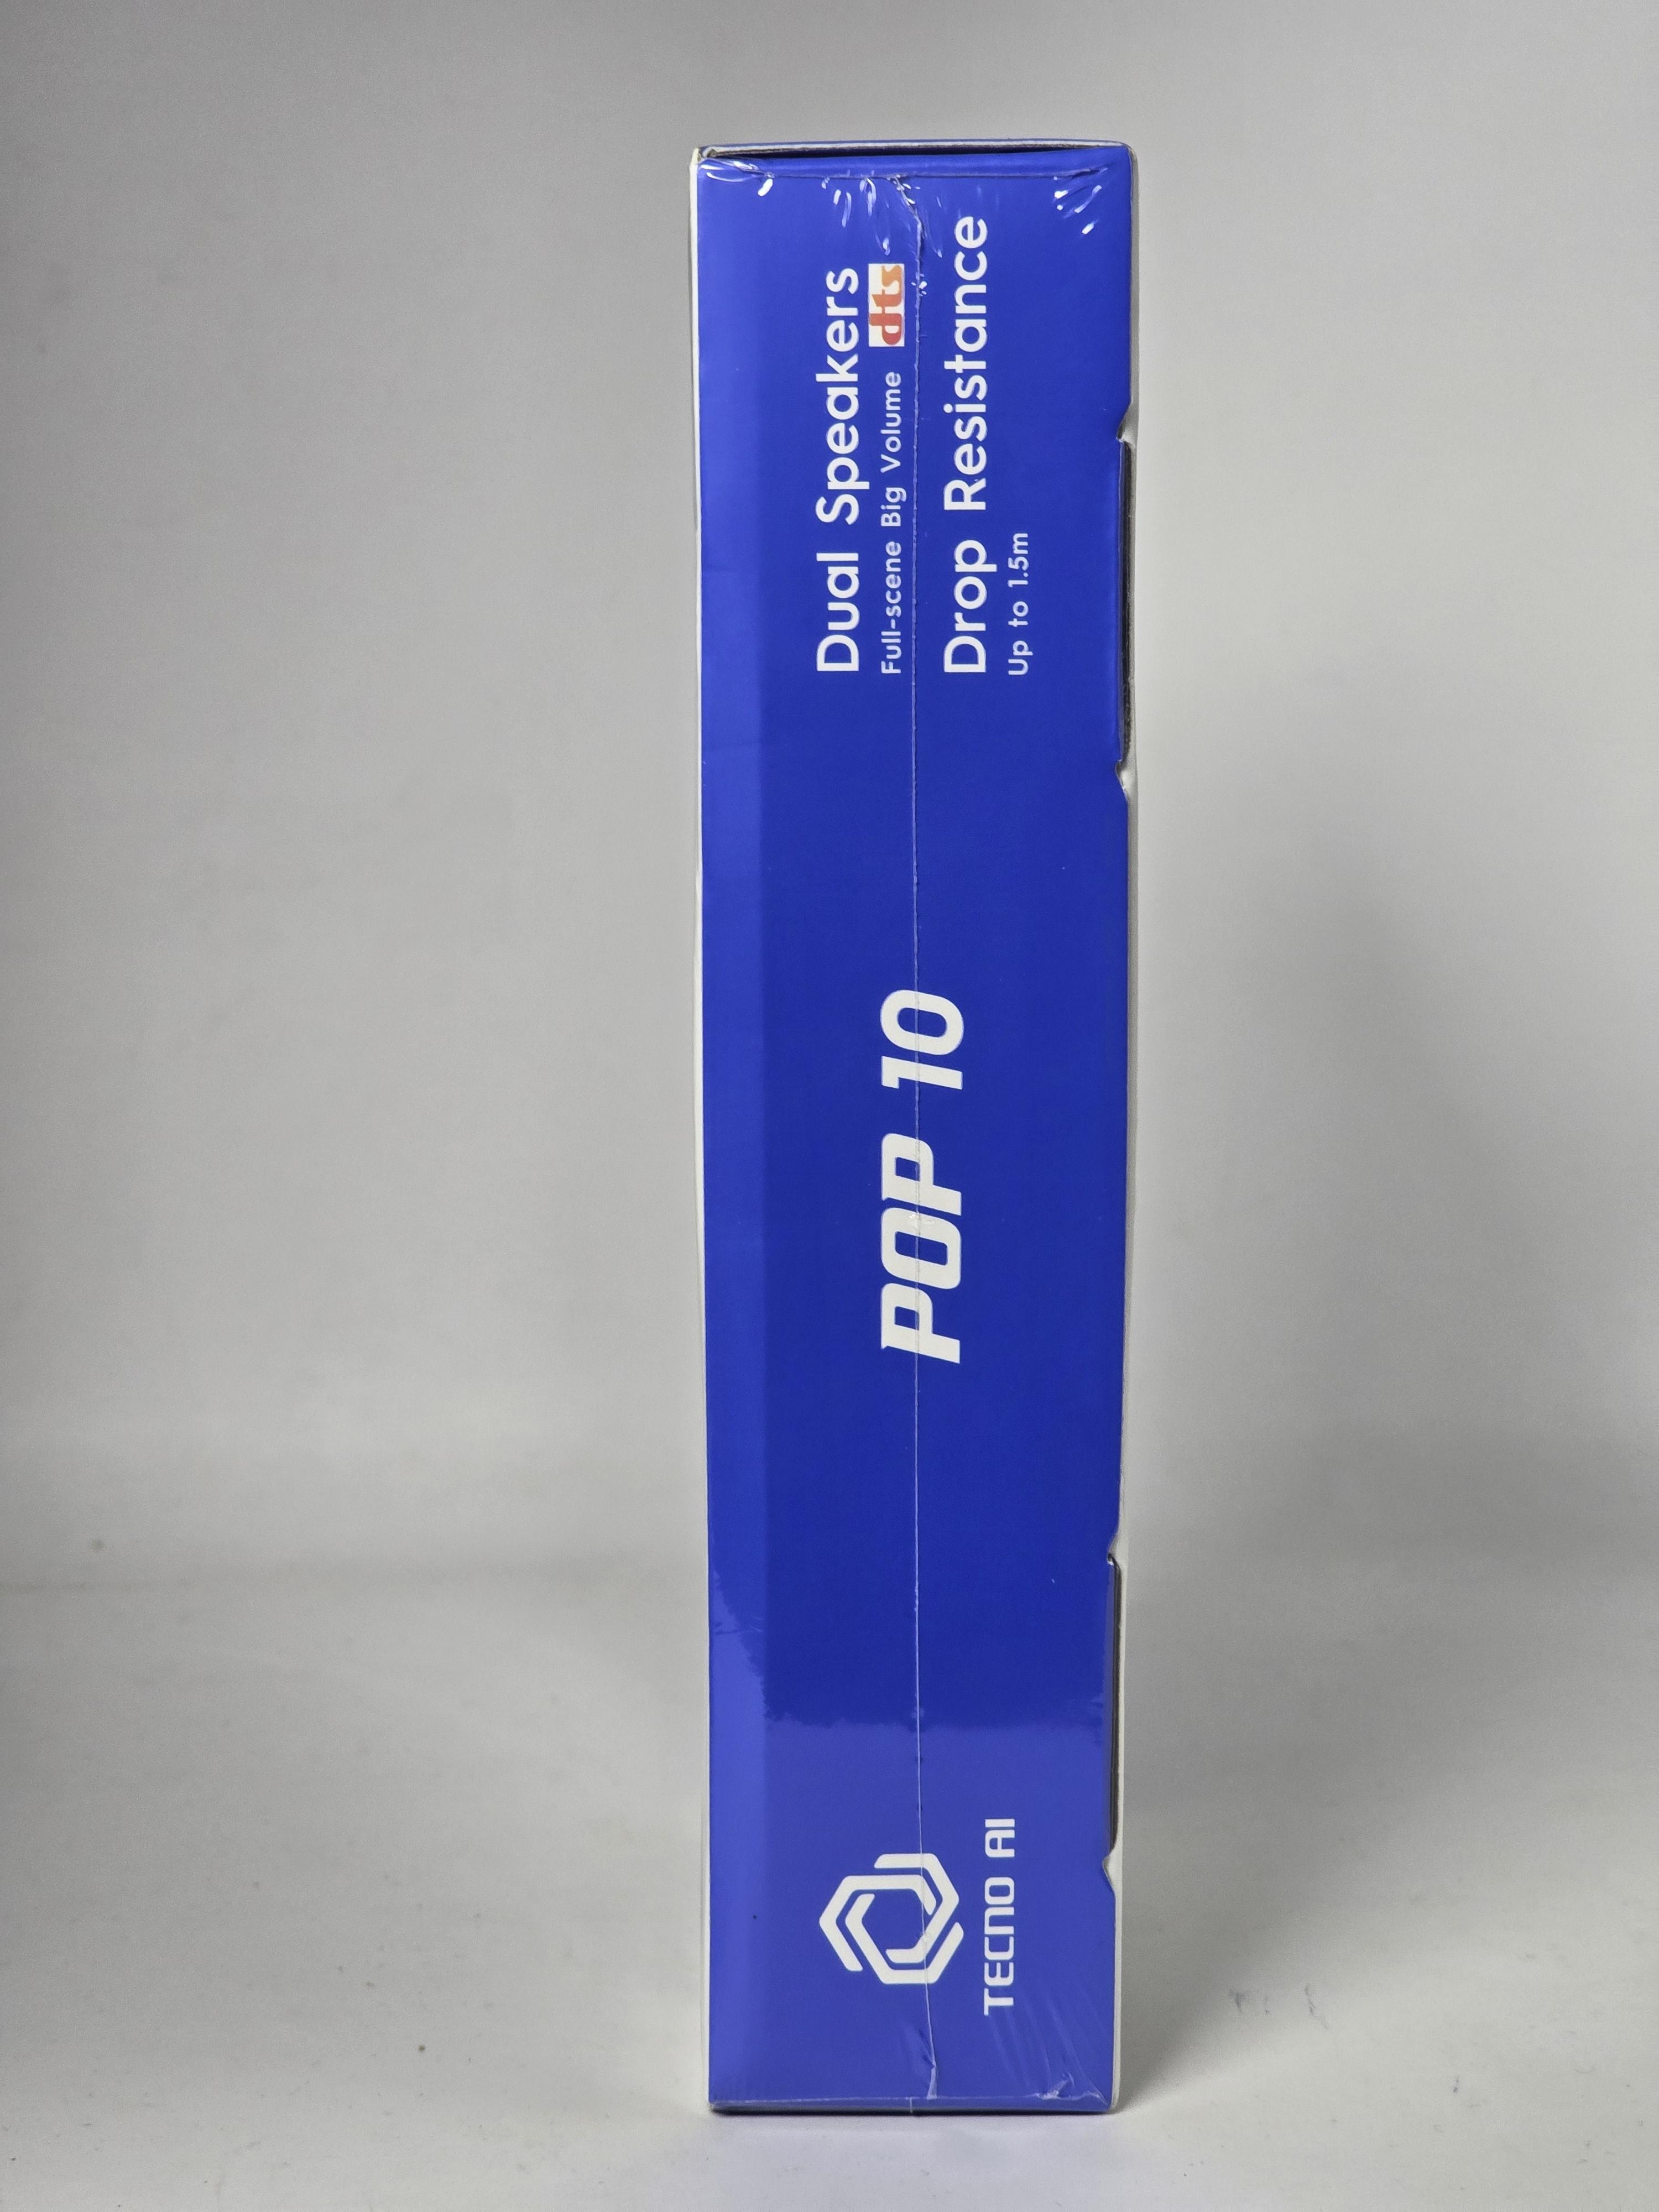 Dual Speakers
Full-scene Big Volume dts
Drop Resistance
Up to 1.5m
POP 10
TECNO AI